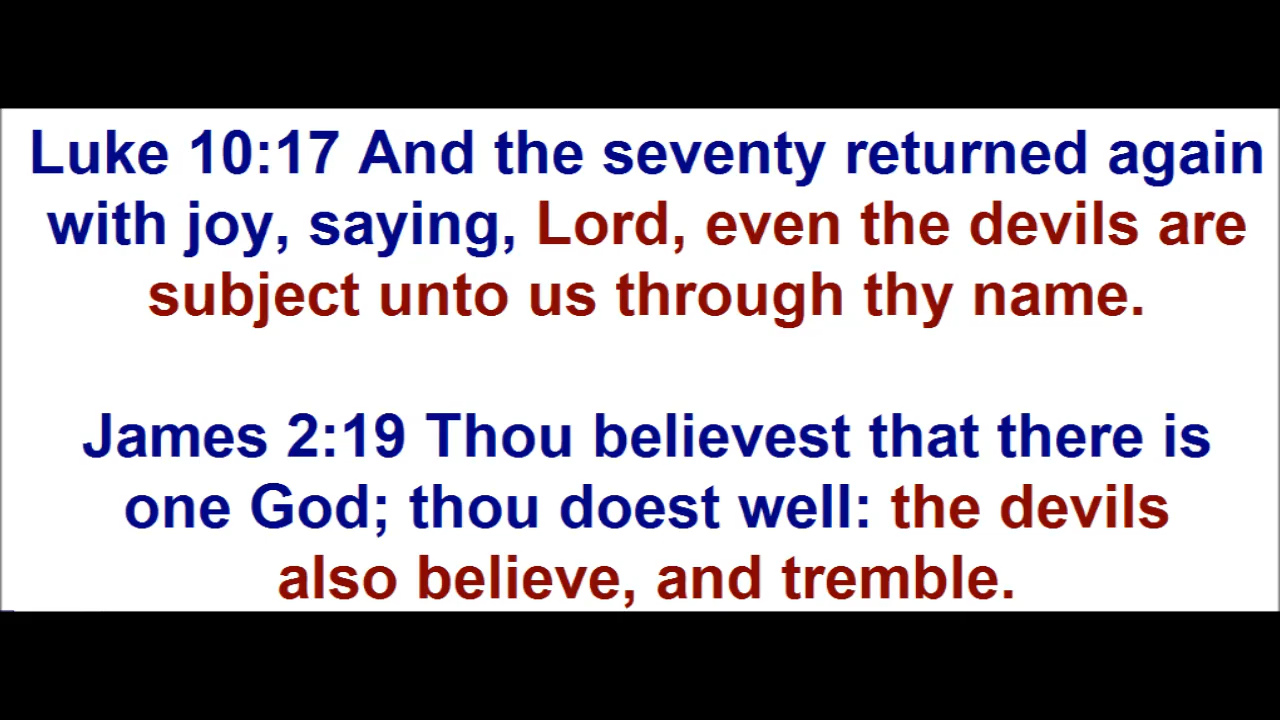 Luke 10:17 And the seventy returned again
with joy, saying, Lord, even the devils are
subject unto us through thy name.
James 2:19 Thou believest that there is
one God; thou doest well: the devils
also believe, and tremble.